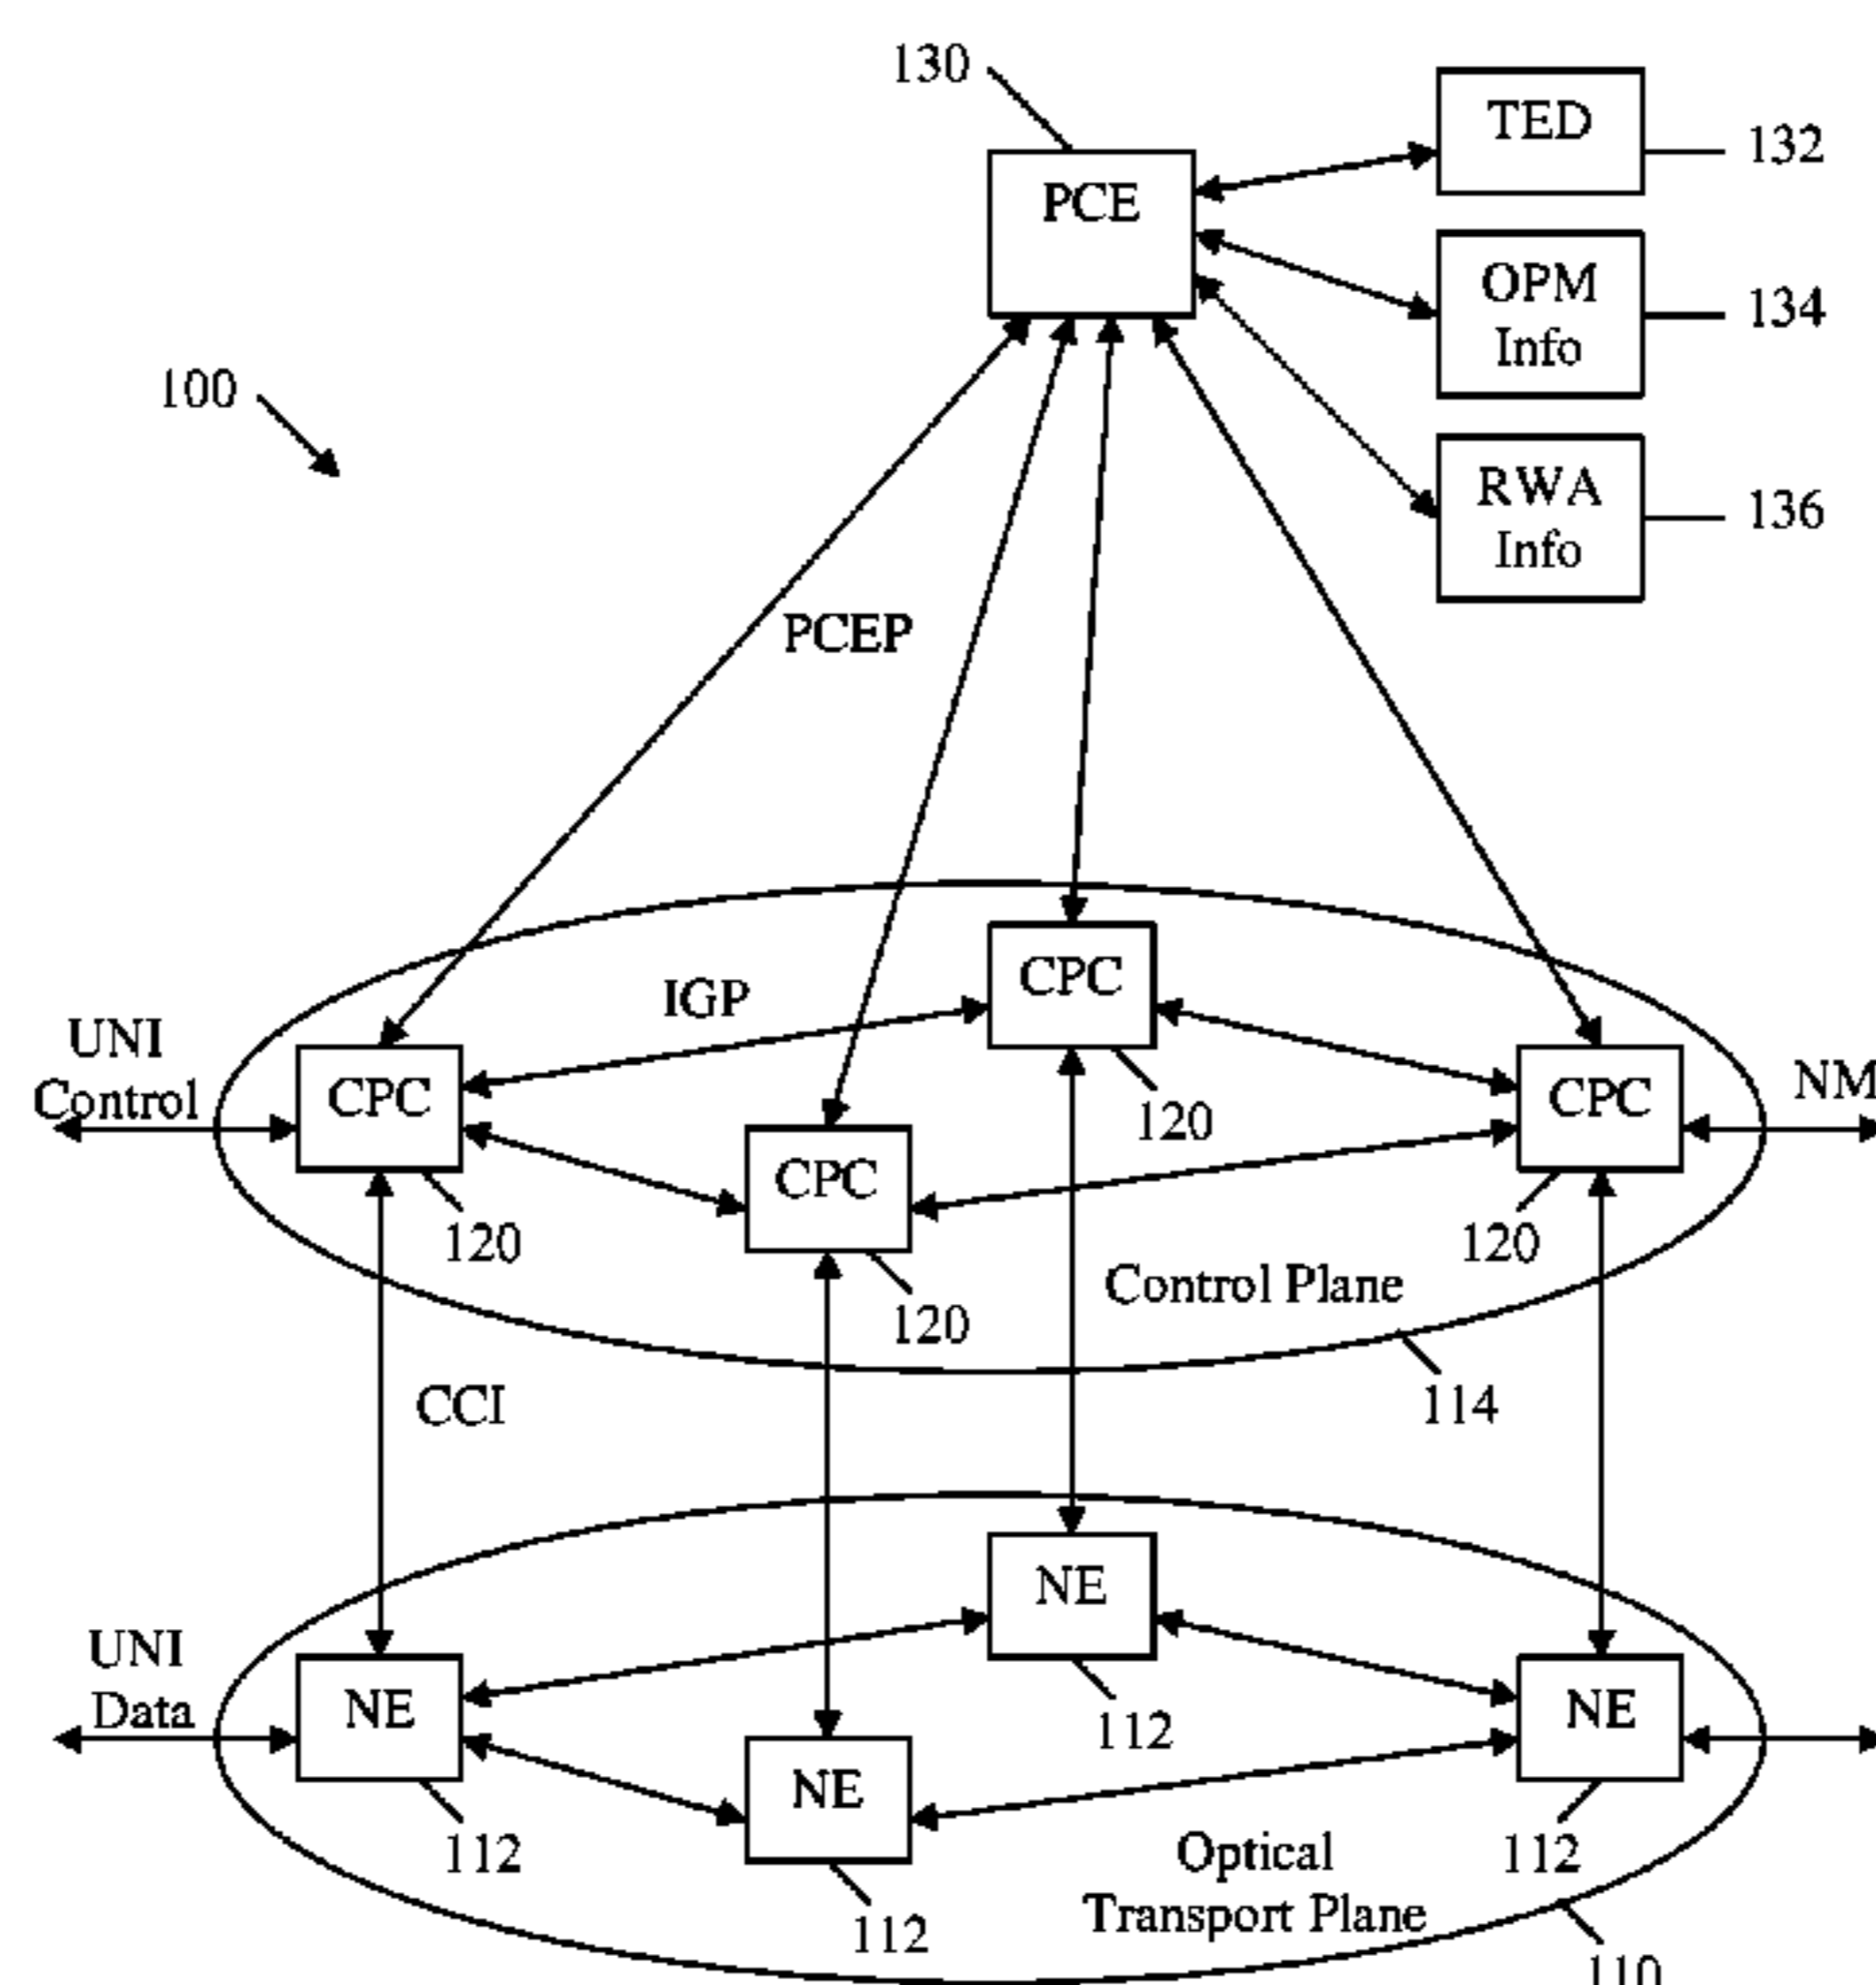 130
TED
132
PCE
OPM
Info
134
100
RWA
Info
136
PCEP
CPC
IGP
UNI
Control
CPC
120
CPC
NM
CPC
120
120
120
Control Plane
CCI
114
NE
UNI
Data
NE
112
NE
NE
112
112
112
Optical
Transport Plane
110